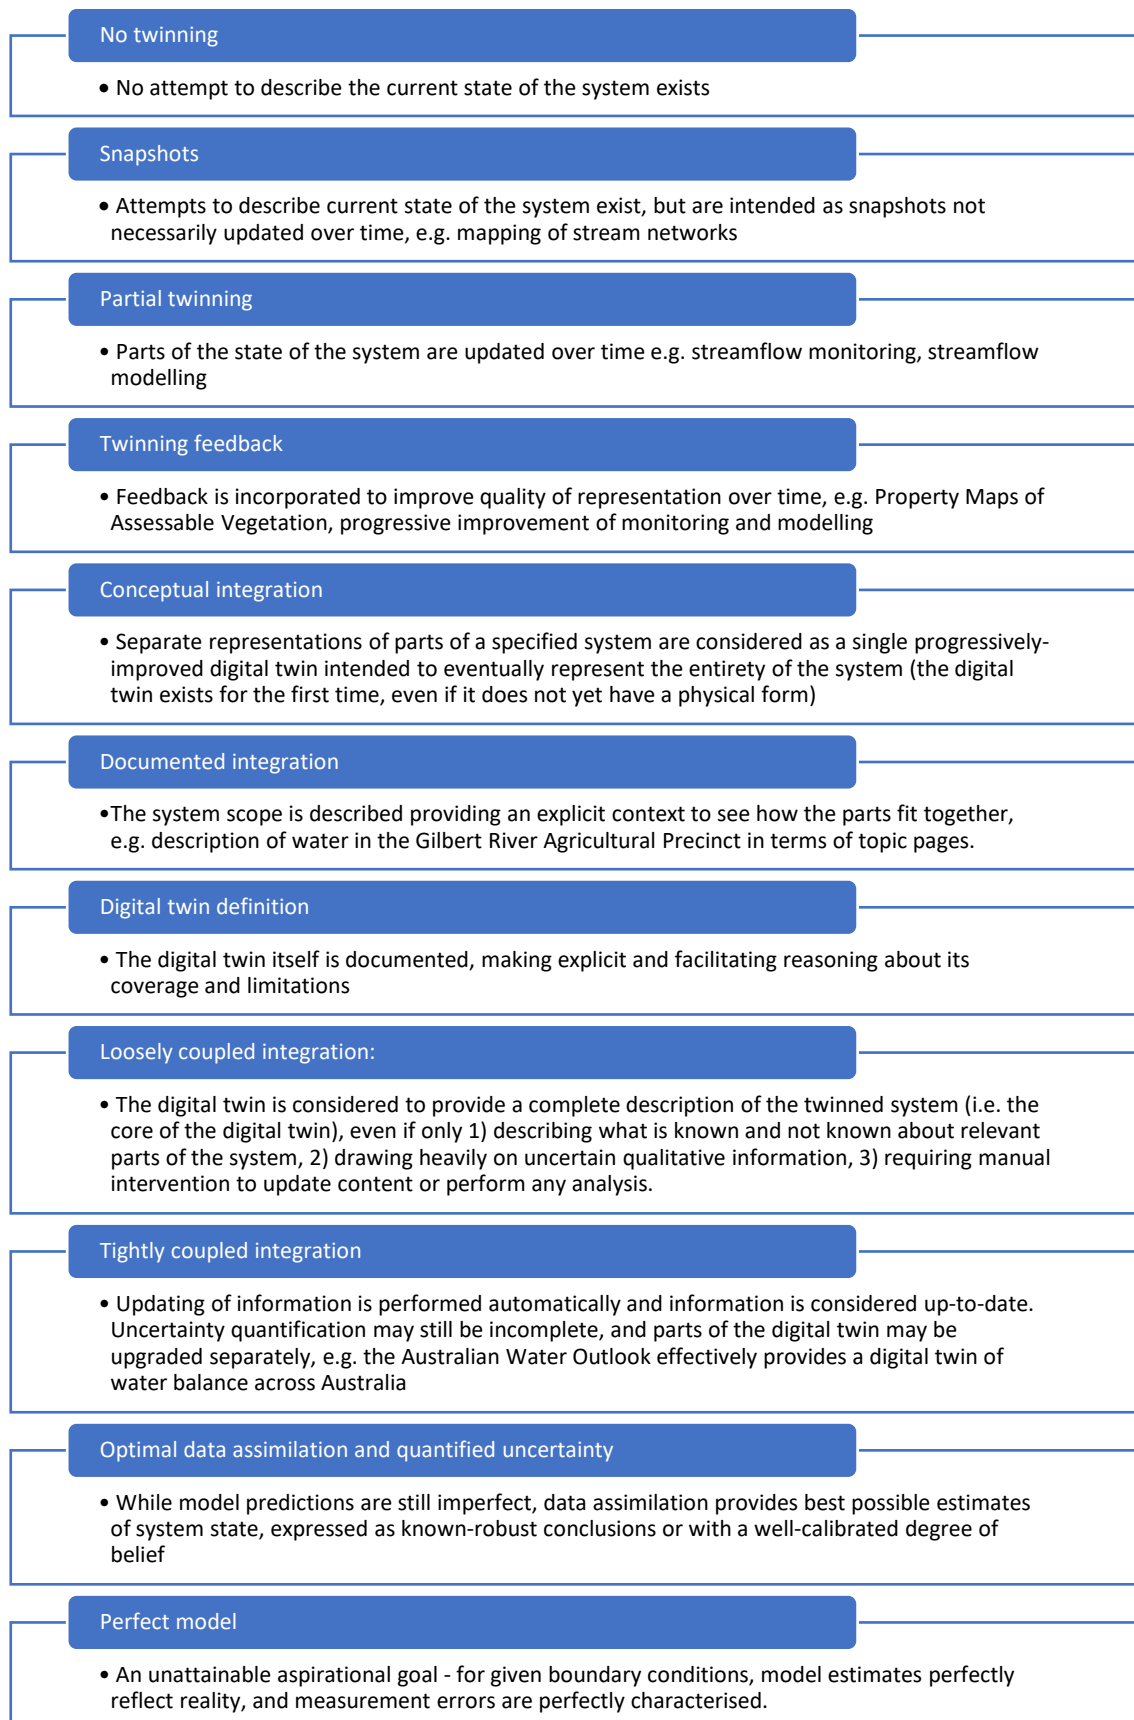 No twinning
• No attempt to describe the current state of the system exists
Snapshots
• Attempts to describe current state of the system exist, but are intended as snapshots not
necessarily updated over time, e.g. mapping of stream networks
Partial twinning
• Parts of the state of the system are updated over time e.g. streamflow monitoring, streamflow
modelling
Twinning feedback
• Feedback is incorporated to improve quality of representation over time, e.g. Property Maps of
Assessable Vegetation, progressive improvement of monitoring and modelling
Conceptual integration
• Separate representations of parts of a specified system are considered as a single progressively-
improved digital twin intended to eventually represent the entirety of the system (the digital
twin exists for the first time, even if it does not yet have a physical form)
Documented integration
•The system scope is described providing an explicit context to see how the parts fit together,
e.g. description of water in the Gilbert River Agricultural Precinct in terms of topic pages.
Digital twin definition
• The digital twin itself is documented, making explicit and facilitating reasoning about its
coverage and limitations
Loosely coupled integration:
• The digital twin is considered to provide a complete description of the twinned system (i.e. the
core of the digital twin), even if only 1) describing what is known and not known about relevant
parts of the system, 2) drawing heavily on uncertain qualitative information, 3) requiring manual
intervention to update content or perform any analysis.
Tightly coupled integration
• Updating of information is performed automatically and information is considered up-to-date.
Uncertainty quantification may still be incomplete, and parts of the digital twin may be
upgraded separately, e.g. the Australian Water Outlook effectively provides a digital twin of
water balance across Australia
Optimal data assimilation and quantified uncertainty
• While model predictions are still imperfect, data assimilation provides best possible estimates
of system state, expressed as known-robust conclusions or with a well-calibrated degree of
belief
Perfect model
• An unattainable aspirational goal - for given boundary conditions, model estimates perfectly
reflect reality, and measurement errors are perfectly characterised.